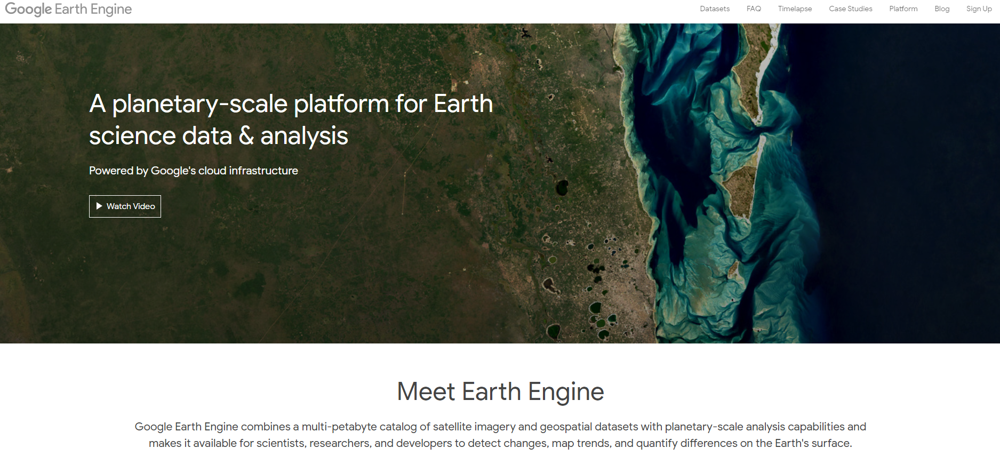 Google Earth Engine
Datasets FAQ Timelapse Case Studies Platform Blog Sign Up
A planetary-scale platform for Earth
science data & analysis
Powered by Google's cloud infrastructure
Watch Video
Meet Earth Engine
Google Earth Engine combines a multi-petabyte catalog of satellite imagery and geospatial datasets with planetary-scale analysis capabilities and
makes it available for scientists, researchers, and developers to detect changes, map trends, and quantify differences on the Earth's surface.